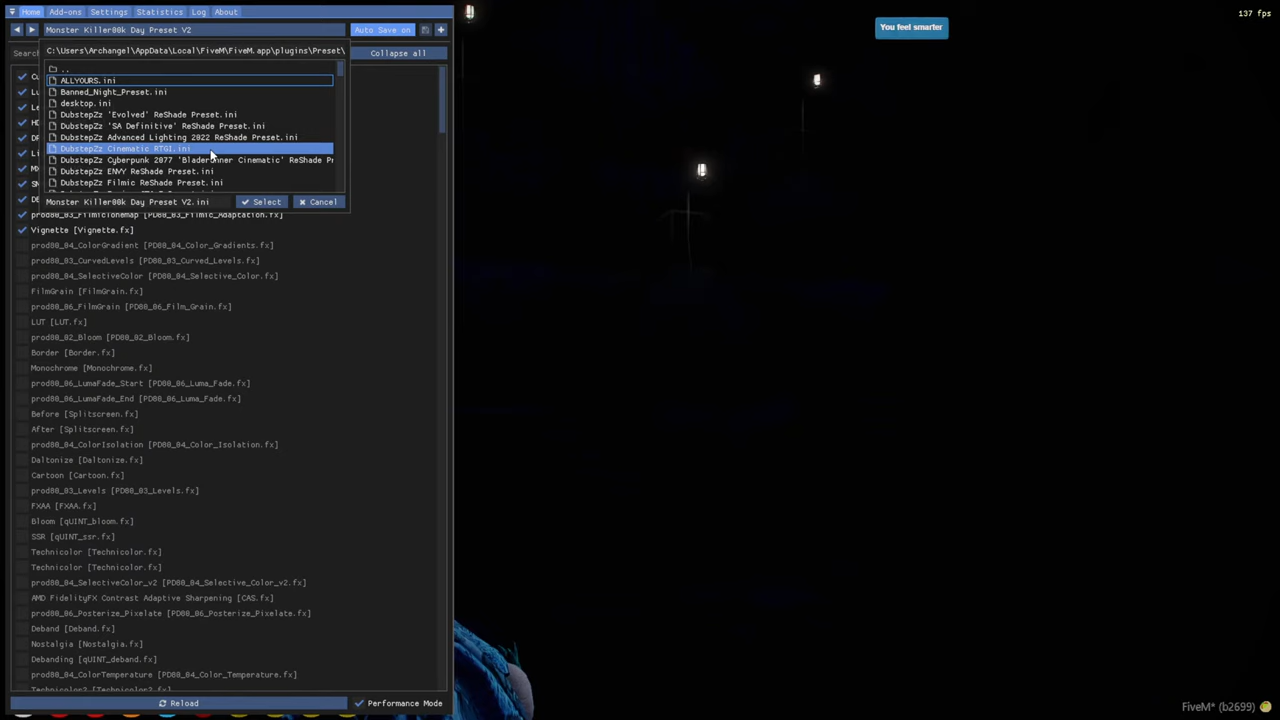 Home Add-ons Settings Statistics Log About
Monster Killer00k Day Preset V2 Auto Save on
C:\Users\Archangel\AppData\Local\FiveM\FiveM.app\plugins\Preset\
Search Collapse all
..
ALLYOURS.ini
Banned_Night_Preset.ini
desktop.ini
DubstepZz 'Evolved' ReShade Preset.ini
DubstepZz 'SA Definitive' ReShade Preset.ini
DubstepZz Advanced Lighting 2022 ReShade Preset.ini
DubstepZz Cinematic RTGI.ini
DubstepZz Cyberpunk 2077 'Bladerunner Cinematic' ReShade Pr
DubstepZz ENVY ReShade Preset.ini
DubstepZz Filmic ReShade Preset.ini
Monster Killer00k Day Preset V2.ini Select Cancel
prod80_03_Filmiclonemap [PD80_03_Filmic_Adaptation.fx]
Vignette [Vignette.fx]
prod80_04_ColorGradient [PD80_04_Color_Gradients.fx]
prod80_03_CurvedLevels [PD80_03_Curved_Levels.fx]
prod80_04_SelectiveColor [PD80_04_Selective_Color.fx]
FilmGrain [FilmGrain.fx]
prod80_06_FilmGrain [PD80_06_Film_Grain.fx]
LUT [LUT.fx]
prod80_02_Bloom [PD80_02_Bloom.fx]
Border [Border.fx]
Monochrome [Monochrome.fx]
prod80_06_LumaFade_Start [PD80_06_Luma_Fade.fx]
prod80_06_LumaFade_End [PD80_06_Luma_Fade.fx]
Before [Splitscreen.fx]
After [Splitscreen.fx]
prod80_04_ColorIsolation [PD80_04_Color_Isolation.fx]
Daltonize [Daltonize.fx]
Cartoon [Cartoon.fx]
prod80_03_Levels [PD80_03_Levels.fx]
FXAA [FXAA.fx]
Bloom [qUINT_bloom.fx]
SSR [qUINT_ssr.fx]
Technicolor [Technicolor.fx]
Technicolor [Technicolor.fx]
prod80_04_SelectiveColor_v2 [PD80_04_Selective_Color_v2.fx]
AMD FidelityFX Contrast Adaptive Sharpening [CAS.fx]
prod80_06_Posterize_Pixelate [PD80_06_Posterize_Pixelate.fx]
Deband [Deband.fx]
Nostalgia [Nostalgia.fx]
Debanding [qUINT_deband.fx]
prod80_04_ColorTemperature [PD80_04_Color_Temperature.fx]
Technicolor2 [Technicolor2.fx]
Reload Performance Mode
You feel smarter
137 fps
FiveM* (b2699)